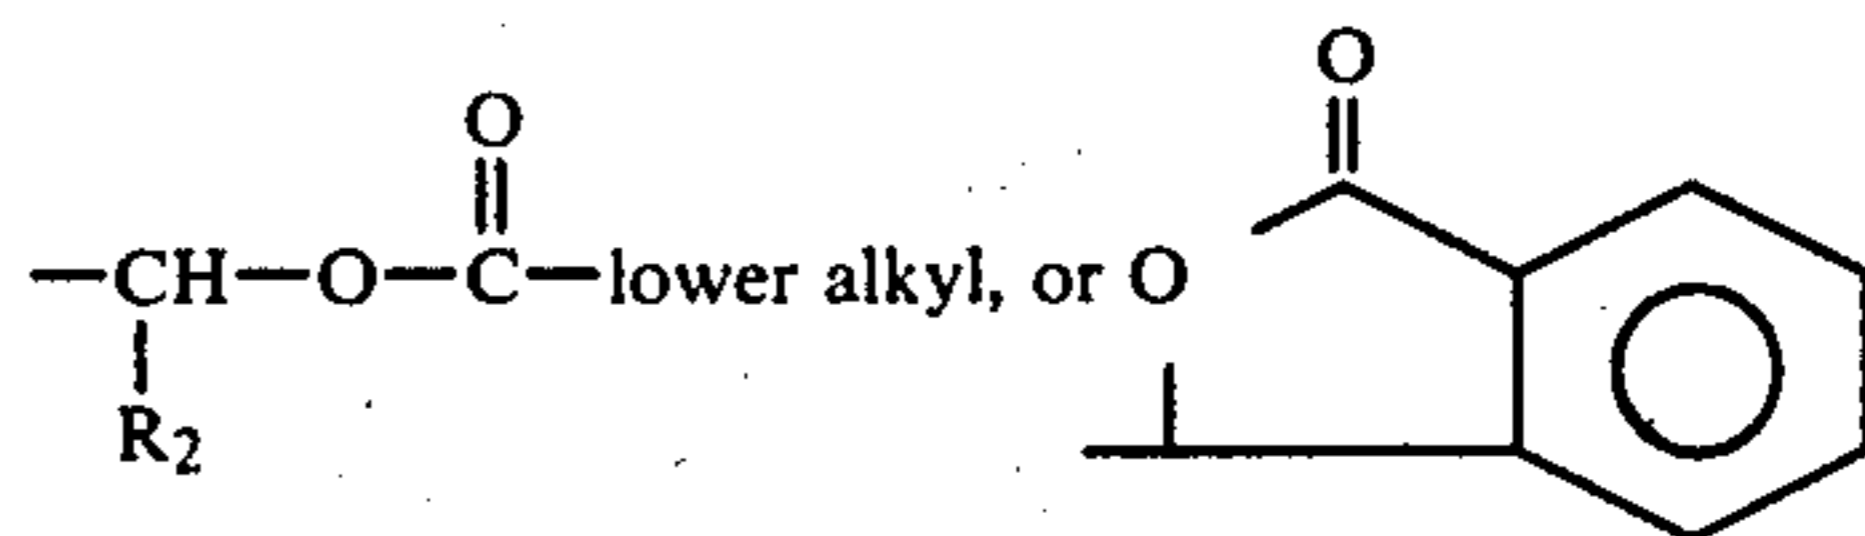 O
O
—CH—O—C—lower alkyl, or O
R₂